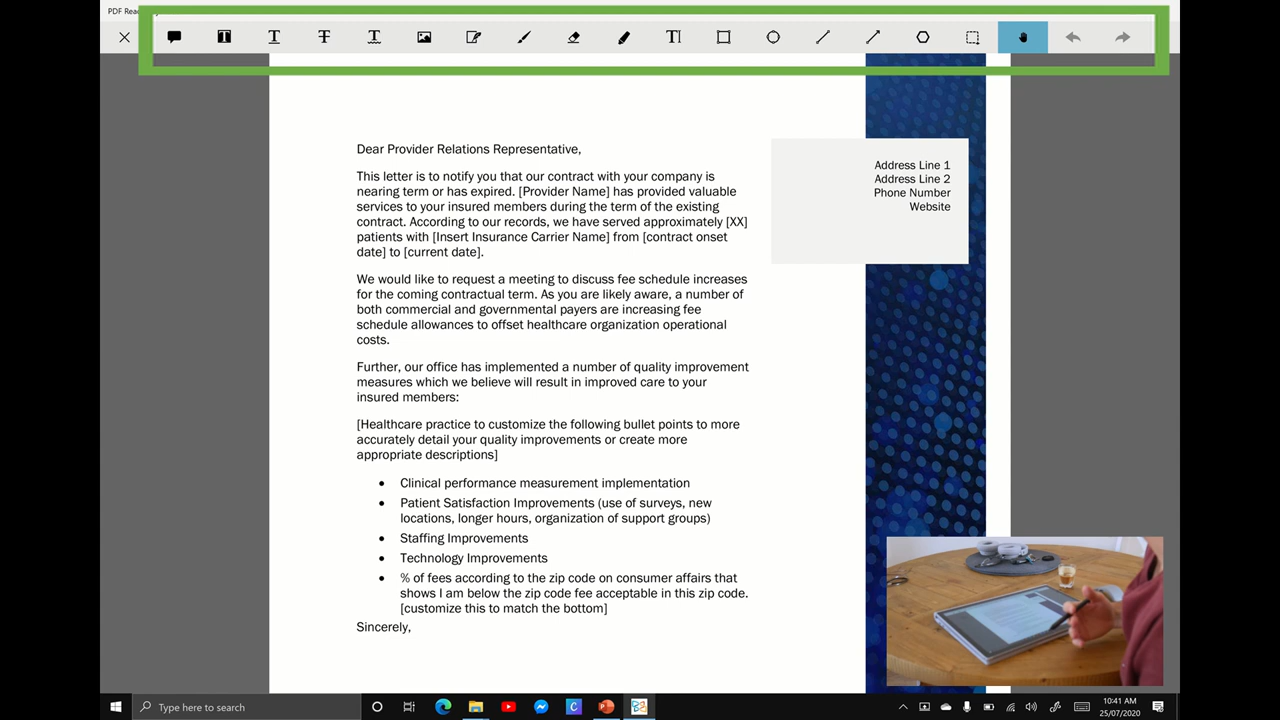 PDF Rea
T T T T TI
Dear Provider Relations Representative,
This letter is to notify you that our contract with your company is
nearing term or has expired. [Provider Name] has provided valuable
services to your insured members during the term of the existing
contract. According to our records, we have served approximately [XX]
patients with [Insert Insurance Carrier Name] from [contract onset
date] to [current date].
We would like to request a meeting to discuss fee schedule increases
for the coming contractual term. As you are likely aware, a number of
both commercial and governmental payers are increasing fee
schedule allowances to offset healthcare organization operational
costs.
Further, our office has implemented a number of quality improvement
measures which we believe will result in improved care to your
insured members:
[Healthcare practice to customize the following bullet points to more
accurately detail your quality improvements or create more
appropriate descriptions]
• Clinical performance measurement implementation
• Patient Satisfaction Improvements (use of surveys, new
locations, longer hours, organization of support groups)
• Staffing Improvements
• Technology Improvements
• % of fees according to the zip code on consumer affairs that
shows I am below the zip code fee acceptable in this zip code.
[customize this to match the bottom]
Sincerely,
Address Line 1
Address Line 2
Phone Number
Website
Type here to search
10:41 AM
25/07/2020